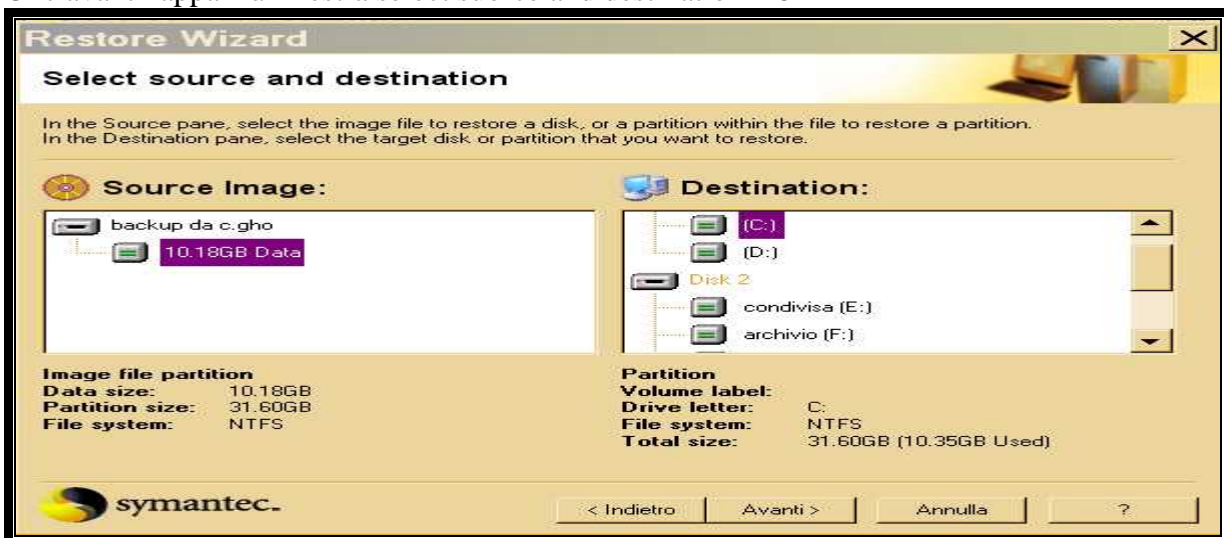 Restore Wizard
Select source and destination
In the Source pane, select the image file to restore a disk, or a partition within the file to restore a partition.
In the Destination pane, select the target disk or partition that you want to restore.
Source Image:
backup da c.gho
10.18GB Data
Destination:
(C:)
(D:)
Disk 2
condivisa (E:)
archivio (F:)
Image file partition
Data size: 10.18GB
Partition size: 31.60GB
File system: NTFS
Partition
Volume label:
Drive letter: C:
File system: NTFS
Total size: 31.60GB (10.35GB Used)
symantec.
< Indietro
Avanti >
Annulla
?